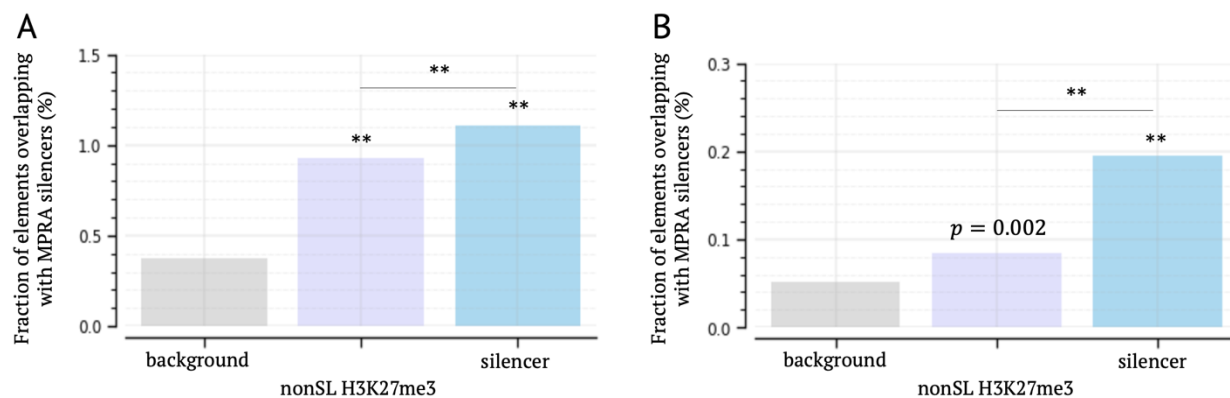 A
Fraction of elements overlapping
with MPRA silencers (%)
1.5
1.0
0.5
0.0
**
**
**
background
silencer
nonSL H3K27me3
B
Fraction of elements overlapping
with MPRA silencers (%)
0.3
0.2
0.1
0.0
**
**
p = 0.002
background
silencer
nonSL H3K27me3